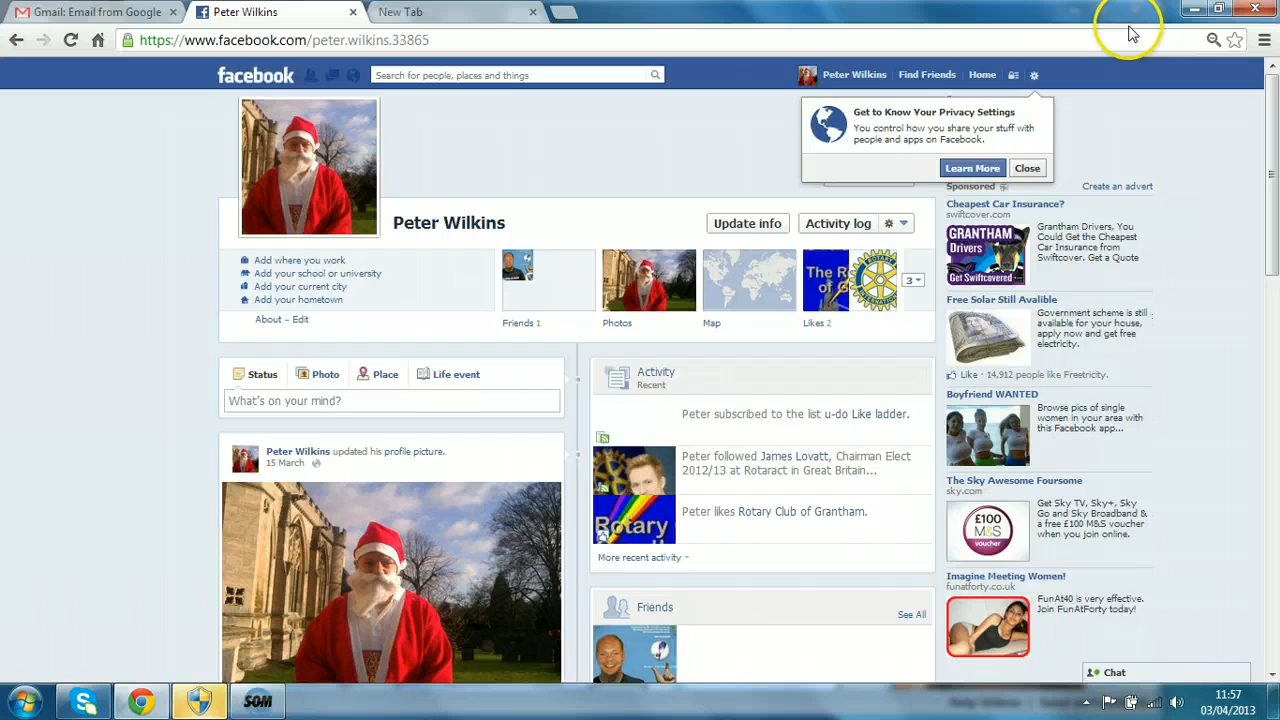 Gmail: Email from Google
Peter Wilkins
New Tab
https://www.facebook.com/peter.wilkins.33865
facebook
Search for people, places and things
Peter Wilkins
Find Friends
Home
Get to Know Your Privacy Settings
You control how you share your stuff with
people and apps on Facebook.
Learn More
Close
Sponsored
Create an advert
Peter Wilkins
Update info
Activity log
Add where you work
Add your school or university
Add your current city
Add your hometown
About - Edit
Friends 1
Photos
Map
The R
of G
Likes 2
3
Status
Photo
Place
Life event
What's on your mind?
Peter Wilkins updated his profile picture.
15 March
Activity
Recent
Peter subscribed to the list u-do Like ladder.
Peter followed James Lovatt, Chairman Elect
2012/13 at Rotaract in Great Britain...
Rotary
Peter likes Rotary Club of Grantham.
More recent activity
Friends
See All
Cheapest Car Insurance?
swiftcover.com
GRANTHAM
Drivers
Get Swiftcovered
Grantham Drivers, You
Could Get the Cheapest
Car Insurance from
Swiftcover. Get a Quote
Free Solar Still Avalible
Government scheme is still
available for your house,
apply now and get free
electricity.
Like · 14,912 people like Freetricity.
Boyfriend WANTED
Browse pics of single
women in your area with
this Facebook app...
The Sky Awesome Foursome
sky.com
£100
M&S
voucher
Get Sky TV, Sky+, Sky
Go and Sky Broadband &
a free £100 M&S voucher
when you join online.
Imagine Meeting Women!
funatforty.co.uk
FunAt40 is very effective.
Join FunAtForty today!
Chat
SOM
11:57
03/04/2013